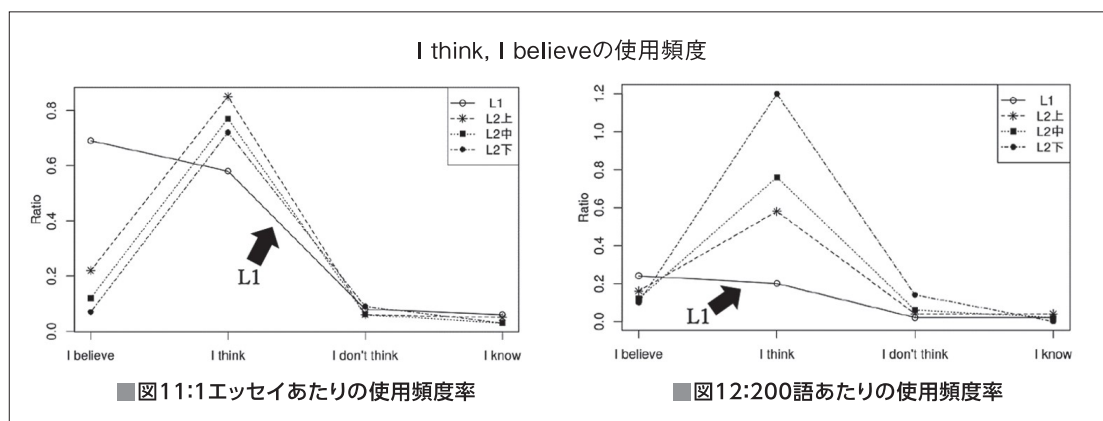 I think, I believeの使用頻度
L1
L2上
L2中
L2下
Ratio
0.8
0.6
0.4
0.2
0.0
L1
I believe
I think
I don't think
I know
■図11:1エッセイあたりの使用頻度率
L1
L2上
L2中
L2下
Ratio
1.2
1.0
0.8
0.6
0.4
0.2
0.0
L1
I believe
I think
I don't think
I know
■図12:200語あたりの使用頻度率